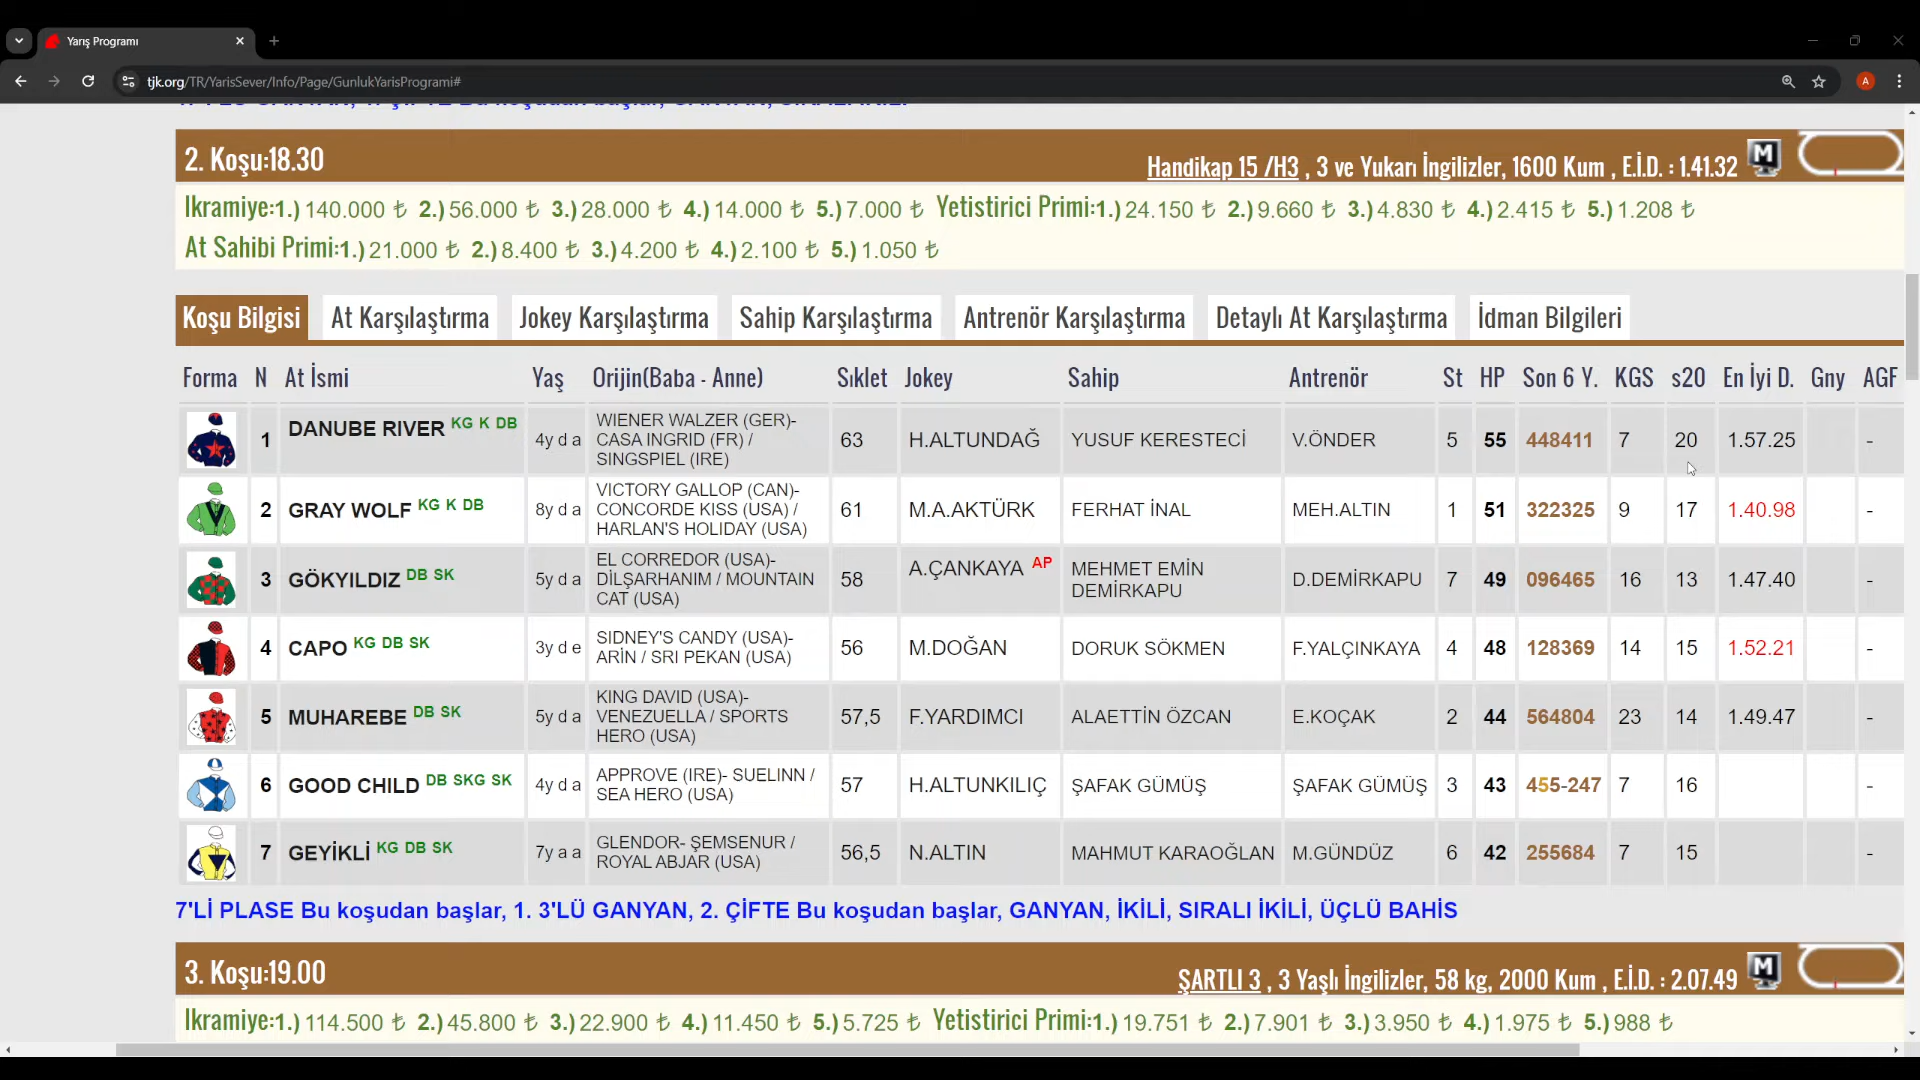 Yarış Programı
tjk.org/TR/YarisSever/Info/Page/GunlukYarisProgrami#
A
2. Koşu:18.30
Handikap 15 /H3 , 3 ve Yukarı İngilizler, 1600 Kum , E.İ.D. : 1.41.32
M
Ikramiye:1.) 140.000 ₺ 2.) 56.000 ₺ 3.) 28.000 ₺ 4.) 14.000 ₺ 5.) 7.000 ₺ Yetistirici Primi:1.) 24.150 ₺ 2.) 9.660 ₺ 3.) 4.830 ₺ 4.) 2.415 ₺ 5.) 1.208 ₺
At Sahibi Primi:1.) 21.000 ₺ 2.) 8.400 ₺ 3.) 4.200 ₺ 4.) 2.100 ₺ 5.) 1.050 ₺
Koşu Bilgisi At Karşılaştırma Jokey Karşılaştırma Sahip Karşılaştırma Antrenör Karşılaştırma Detaylı At Karşılaştırma İdman Bilgileri
Forma N At İsmi Yaş Orijin(Baba - Anne) Sıklet Jokey Sahip Antrenör St HP Son 6 Y. KGS s20 En İyi D. Gny AGF
1 DANUBE RIVER KG K DB 4y d a WIENER WALZER (GER)- CASA INGRID (FR) / SINGSPIEL (IRE) 63 H.ALTUNDAĞ YUSUF KERESTECİ V.ÖNDER 5 55 448411 7 20 1.57.25 -
2 GRAY WOLF KG K DB 8y d a VICTORY GALLOP (CAN)- CONCORDE KISS (USA) / HARLAN'S HOLIDAY (USA) 61 M.A.AKTÜRK FERHAT İNAL MEH.ALTIN 1 51 322325 9 17 1.40.98 -
3 GÖKYILDIZ DB SK 5y d a EL CORREDOR (USA)- DİLŞARHANIM / MOUNTAIN CAT (USA) 58 A.ÇANKAYA AP MEHMET EMİN DEMİRKAPU D.DEMİRKAPU 7 49 096465 16 13 1.47.40 -
4 CAPO KG DB SK 3y d e SIDNEY'S CANDY (USA)- ARİN / SRI PEKAN (USA) 56 M.DOĞAN DORUK SÖKMEN F.YALÇINKAYA 4 48 128369 14 15 1.52.21 -
5 MUHAREBE DB SK 5y d a KING DAVID (USA)- VENEZUELLA / SPORTS HERO (USA) 57,5 F.YARDIMCI ALAETTİN ÖZCAN E.KOÇAK 2 44 564804 23 14 1.49.47 -
6 GOOD CHILD DB SKG SK 4y d a APPROVE (IRE)- SUELINN / SEA HERO (USA) 57 H.ALTUNKILIÇ ŞAFAK GÜMÜŞ ŞAFAK GÜMÜŞ 3 43 455-247 7 16 -
7 GEYİKLİ KG DB SK 7y a a GLENDOR- ŞEMSENUR / ROYAL ABJAR (USA) 56,5 N.ALTIN MAHMUT KARAOĞLAN M.GÜNDÜZ 6 42 255684 7 15 -
7'Lİ PLASE Bu koşudan başlar, 1. 3'LÜ GANYAN, 2. ÇİFTE Bu koşudan başlar, GANYAN, İKİLİ, SIRALI İKİLİ, ÜÇLÜ BAHİS
3. Koşu:19.00
ŞARTLI 3 , 3 Yaşlı İngilizler, 58 kg, 2000 Kum , E.İ.D. : 2.07.49
M
Ikramiye:1.) 114.500 ₺ 2.) 45.800 ₺ 3.) 22.900 ₺ 4.) 11.450 ₺ 5.) 5.725 ₺ Yetistirici Primi:1.) 19.751 ₺ 2.) 7.901 ₺ 3.) 3.950 ₺ 4.) 1.975 ₺ 5.) 988 ₺